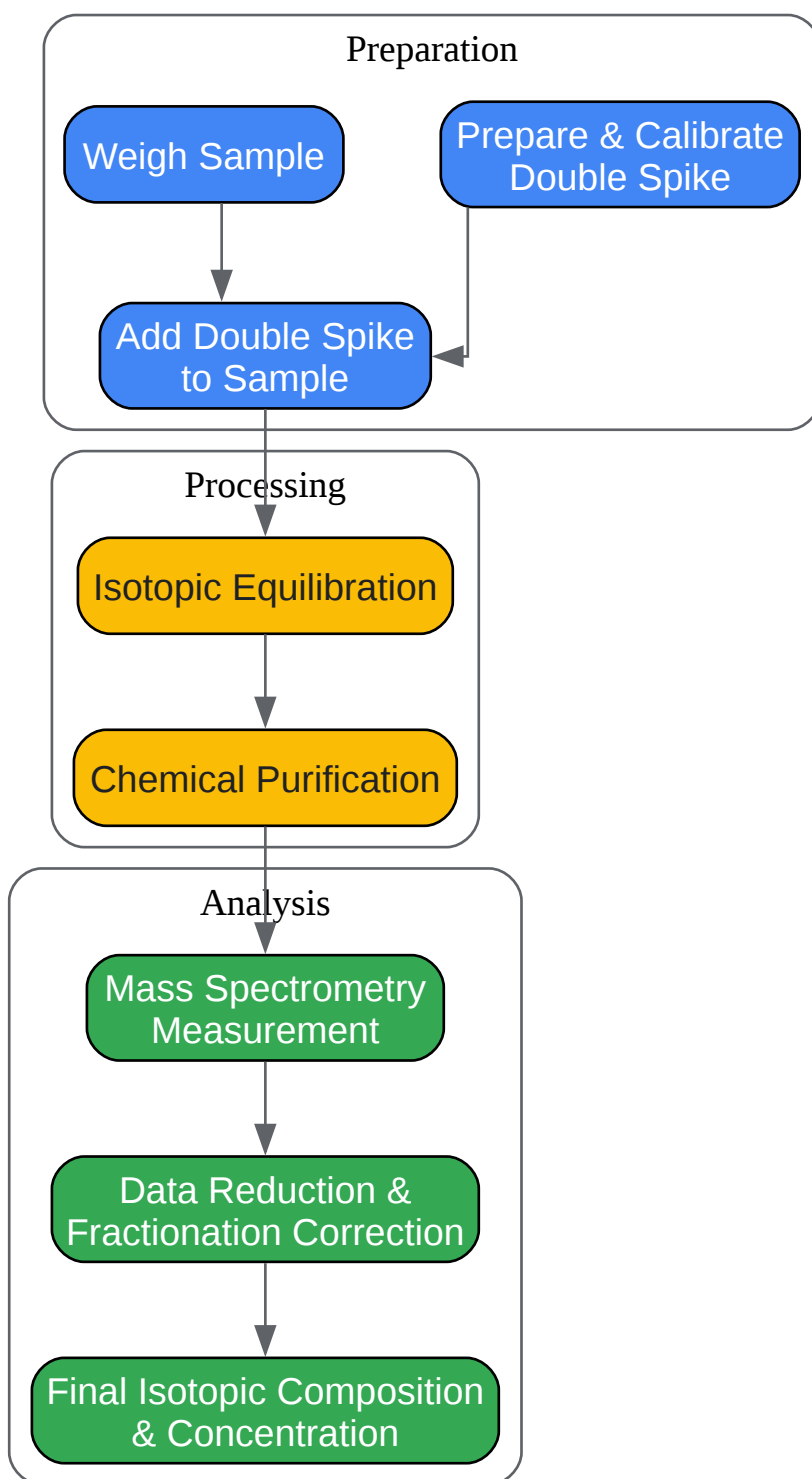 Preparation
Weigh Sample
Prepare & Calibrate
Double Spike
Add Double Spike
to Sample
Processing
Isotopic Equilibration
Chemical Purification
Analysis
Mass Spectrometry
Measurement
Data Reduction &
Fractionation Correction
Final Isotopic Composition
& Concentration